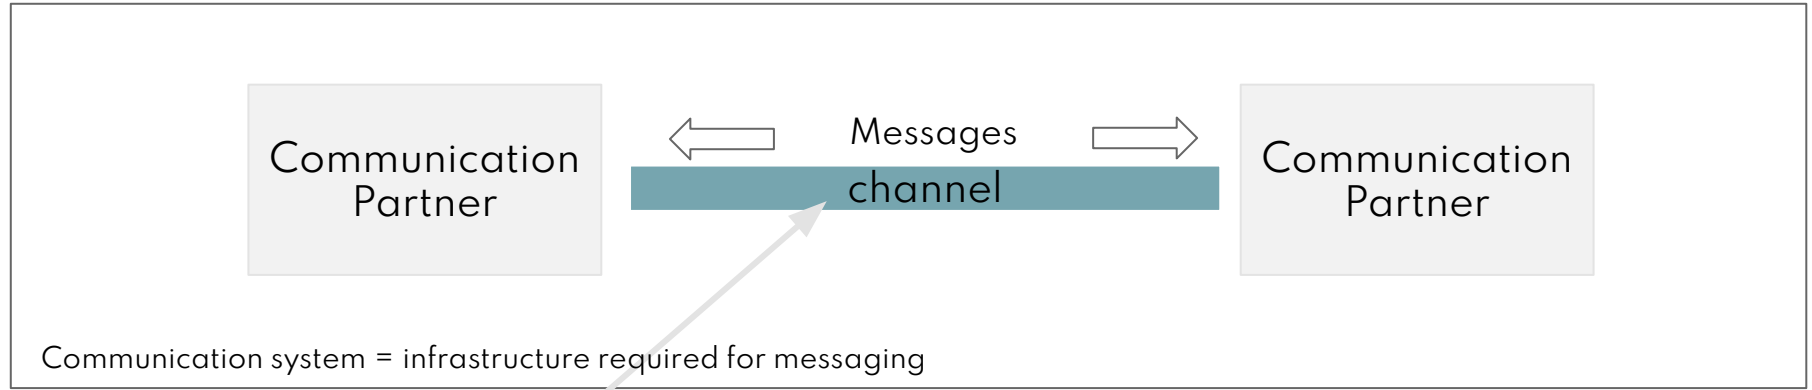 Communication
Partner
Messages
channel
Communication
Partner
Communication system = infrastructure required for messaging